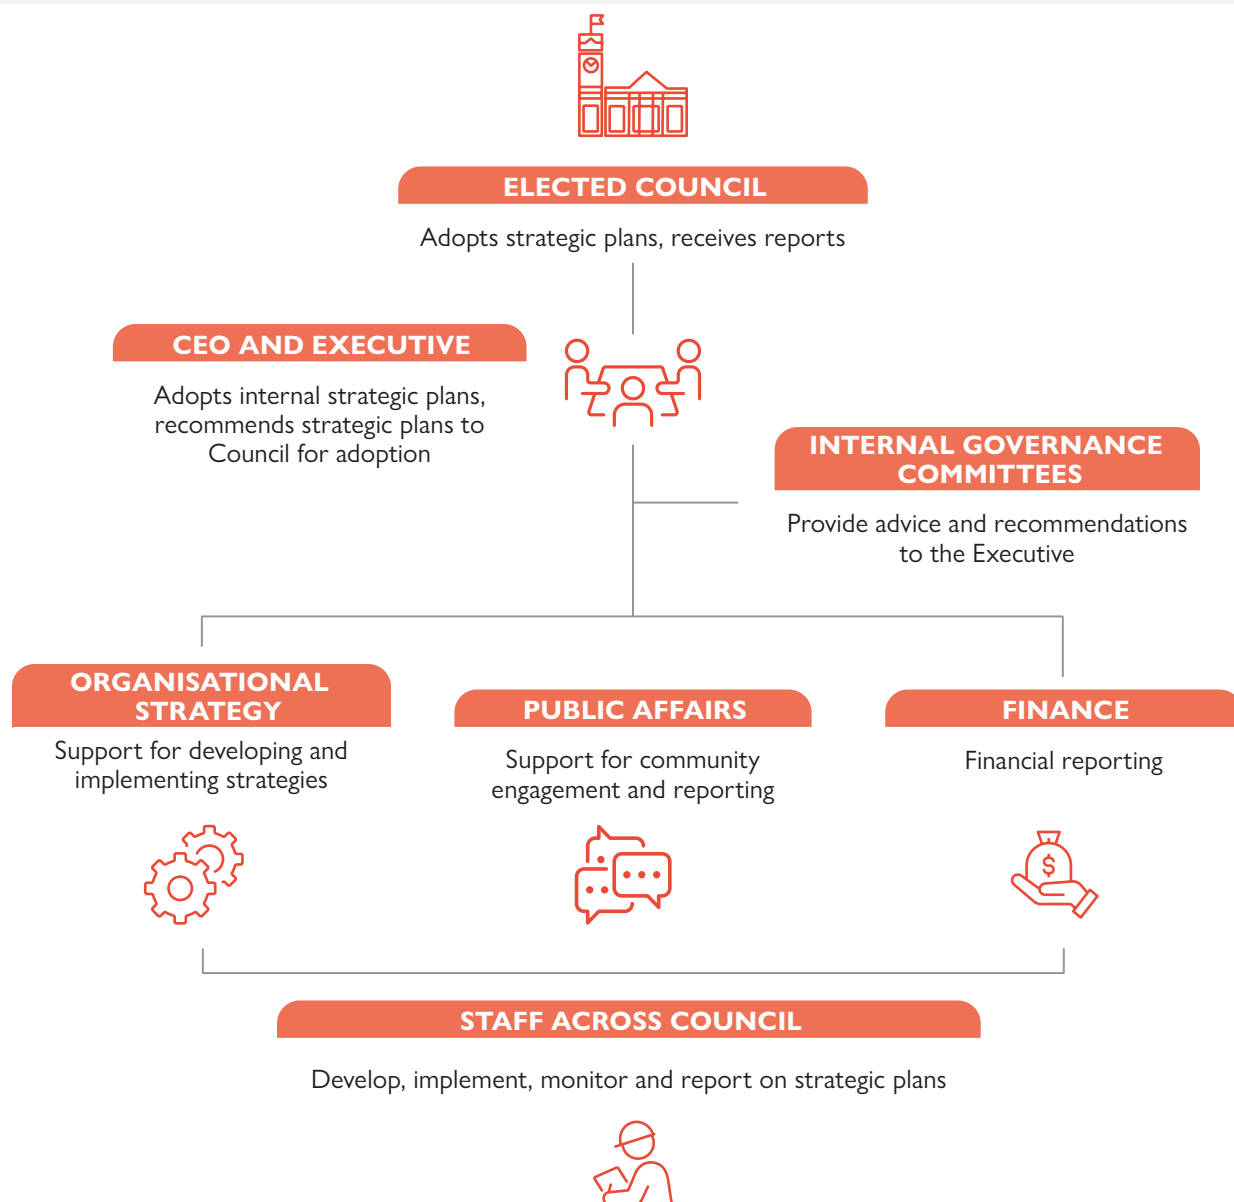 ELECTED COUNCIL
Adopts strategic plans, receives reports
CEO AND EXECUTIVE
Adopts internal strategic plans,
recommends strategic plans to
Council for adoption
INTERNAL GOVERNANCE
COMMITTEES
Provide advice and recommendations
to the Executive
ORGANISATIONAL
STRATEGY
Support for developing and
implementing strategies
PUBLIC AFFAIRS
Support for community
engagement and reporting
FINANCE
Financial reporting
$
STAFF ACROSS COUNCIL
Develop, implement, monitor and report on strategic plans